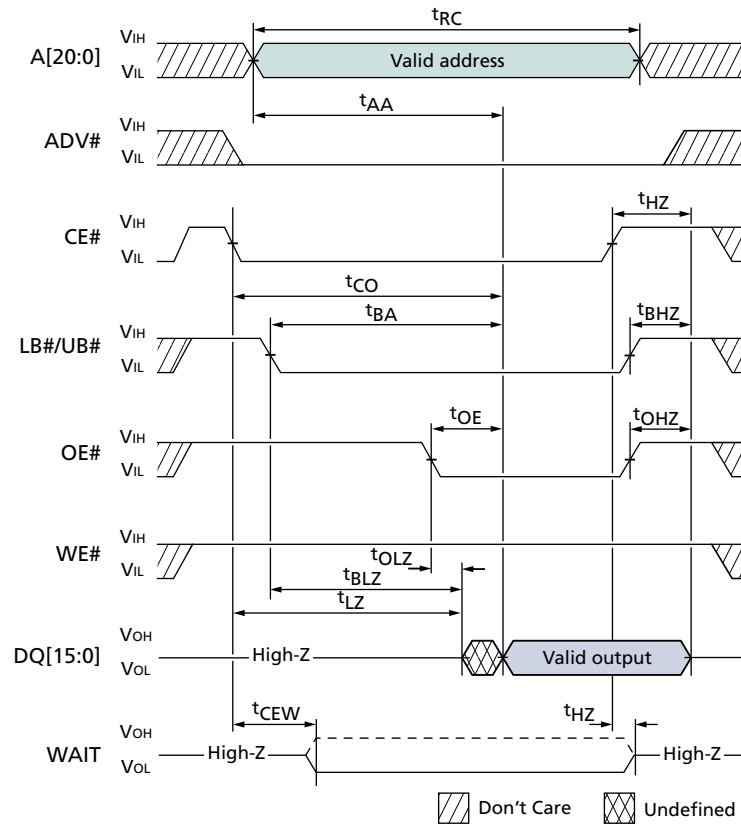 tRC
A[20:0] VIH VIL Valid address
tAA
ADV# VIH VIL
tHZ
CE# VIH VIL
tCO
tBA tBHZ
LB#/UB# VIH VIL
tOE tOHZ
OE# VIH VIL
WE# VIH VIL
tOLZ
tBLZ
tLZ
DQ[15:0] VOH VOL High-Z Valid output
tCEW tHZ
WAIT VOH VOL High-Z High-Z
Don't Care Undefined